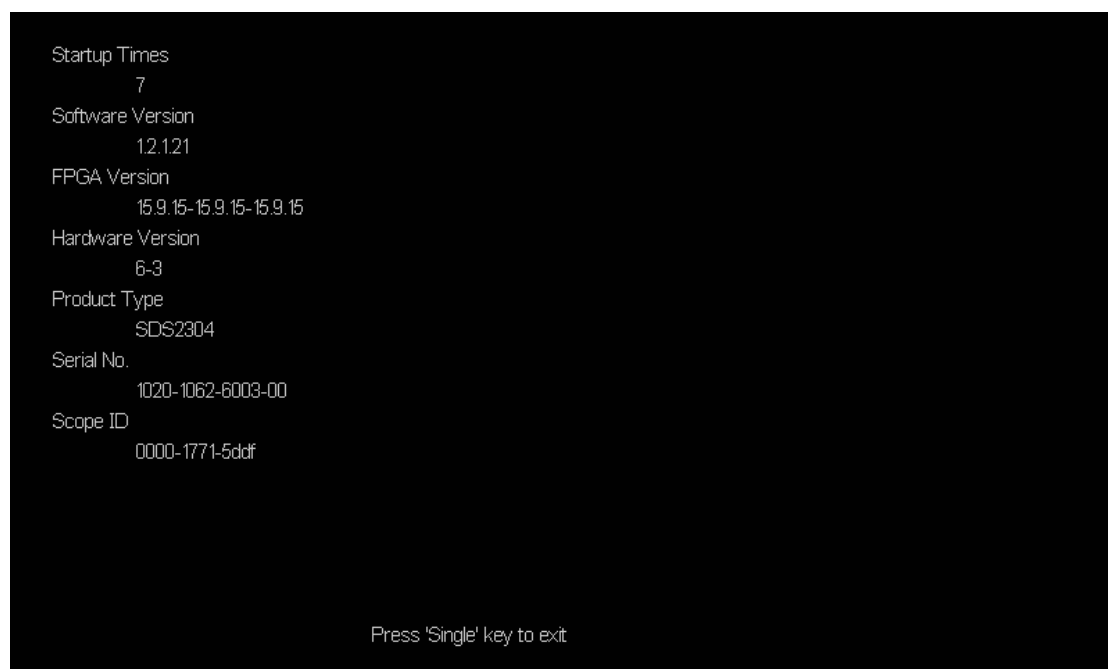 Startup Times
7
Software Version
1.2.1.21
FPGA Version
15.9.15-15.9.15-15.9.15
Hardware Version
6-3
Product Type
SDS2304
Serial No.
1020-1062-6003-00
Scope ID
0000-1771-5ddf
Press 'Single' key to exit